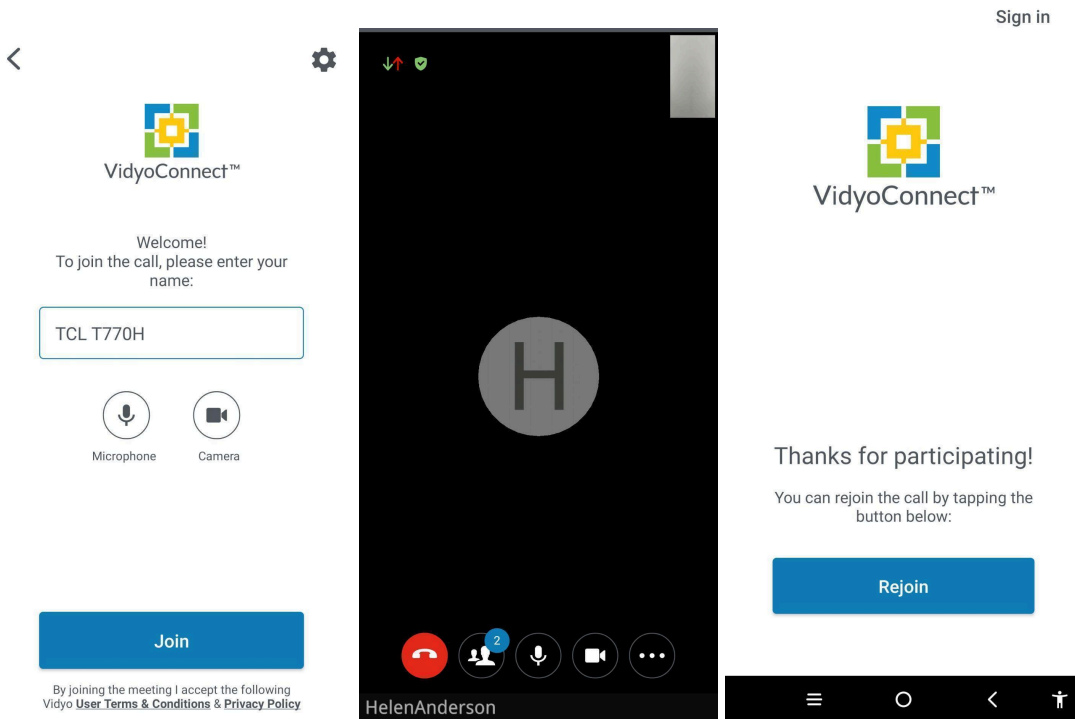 VidyoConnect™
Welcome!
To join the call, please enter your
name:
TCL T770H
Microphone
Camera
Join
By joining the meeting I accept the following
Vidyo User Terms & Conditions & Privacy Policy
H
2
HelenAnderson
Sign in
VidyoConnect™
Thanks for participating!
You can rejoin the call by tapping the
button below:
Rejoin